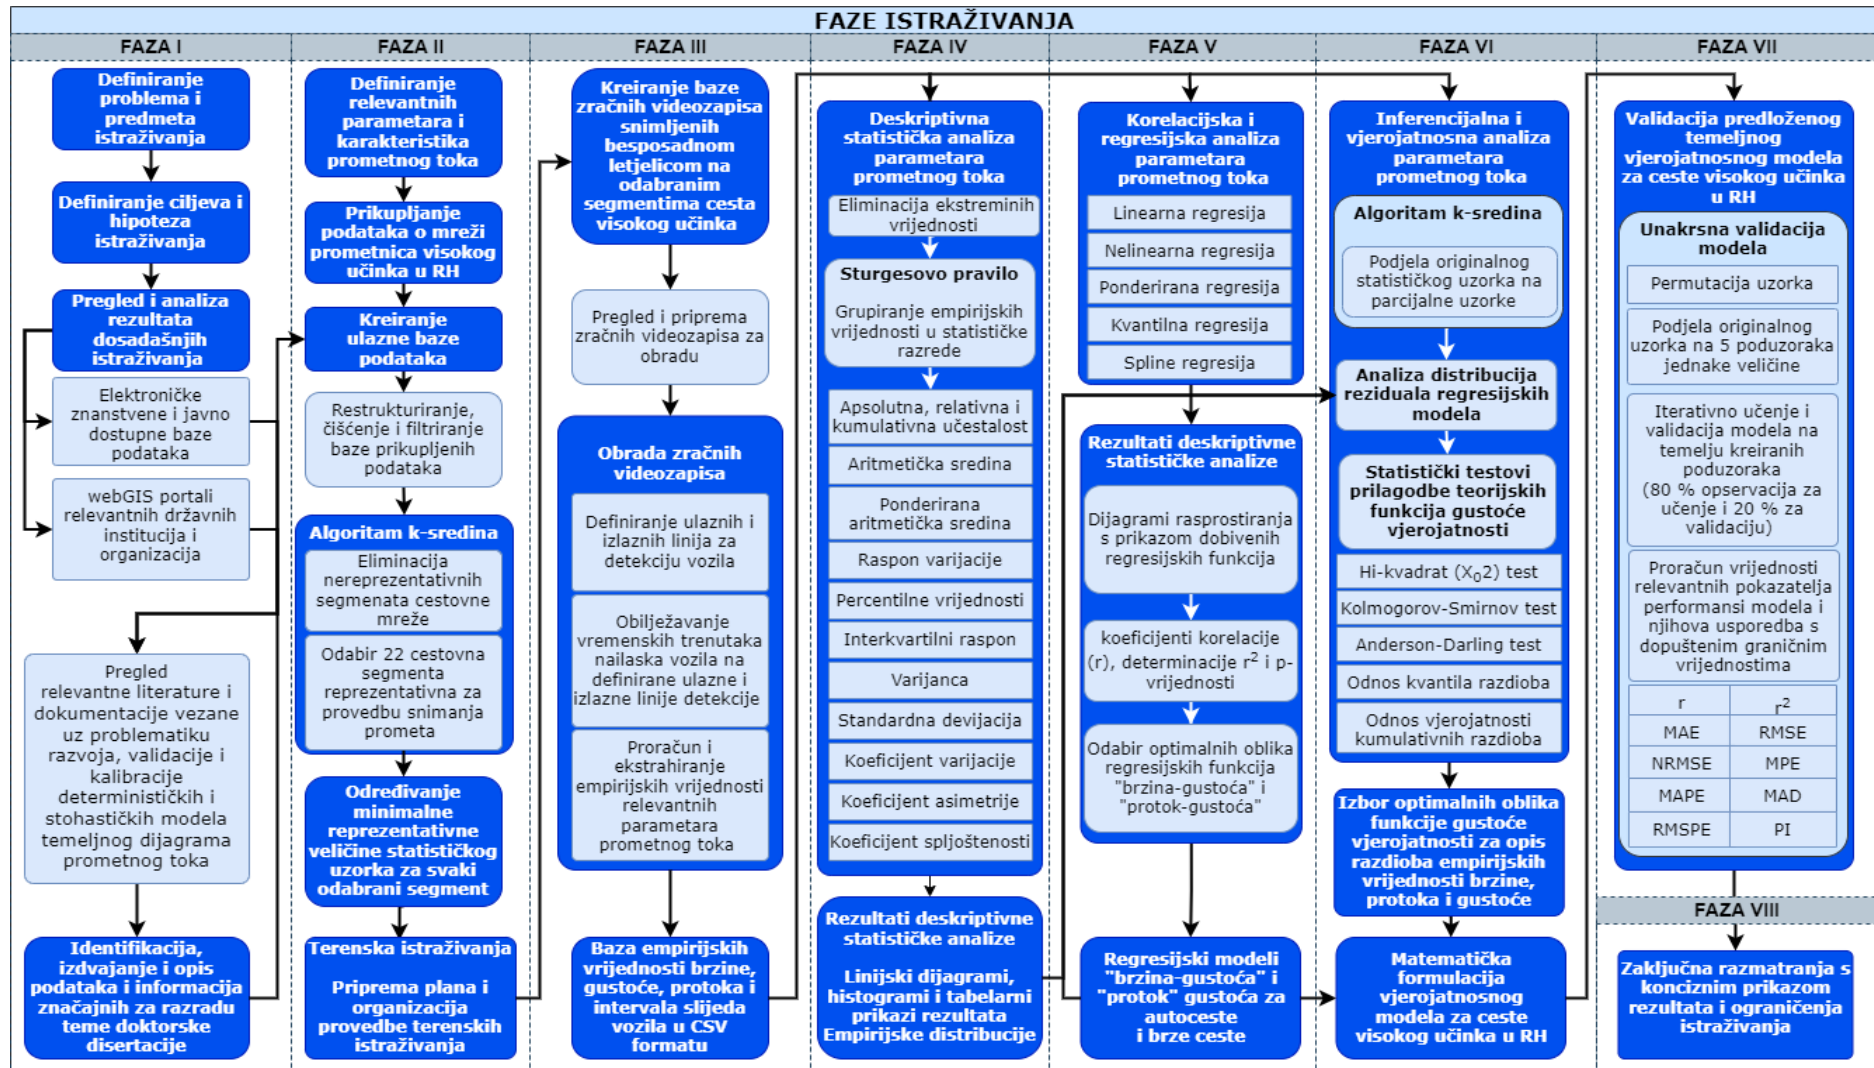 FAZE ISTRAŽIVANJA
FAZA I
Definiranje
problema i
predmeta
istraživanja
Definiranje ciljeva i
hipoteza
istraživanja
Pregled i analiza
rezultata
dosadašnjih
istraživanja
Elektroničke
znanstvene i javno
dostupne baze
podataka
webGIS portali
relevantnih državnih
institucija i
organizacija
Pregled
relevantne literature i
dokumentacije vezane
uz problematiku
razvoja, validacije i
kalibracije
determinističkih i
stohastičkih modela
temeljnog dijagrama
prometnog toka
Identifikacija,
izdvajanje i opis
podataka i informacija
značajnih za razradu
teme doktorske
disertacije
FAZA II
Definiranje
relevantnih
parametara i
karakteristika
prometnog toka
Prikupljanje
podataka o mreži
prometnica visokog
učinka u RH
Kreiranje
ulazne baze
podataka
Restrukturiranje,
čišćenje i filtriranje
baze prikupljenih
podataka
Algoritam k-sredina
Eliminacija
nereprezentativnih
segmenata cestovne
mreže
Odabir 22 cestovna
segmenta
reprezentativna za
provedbu snimanja
prometa
Određivanje
minimalne
reprezentativne
veličine statističkog
uzorka za svaki
odabrani segment
Terenska istraživanja
Priprema plana i
organizacija
provedbe terenskih
istraživanja
FAZA III
Kreiranje baze
zračnih videozapisa
snimljenih
besposadnom
letjelicom na
odabranim
segmentima cesta
visokog učinka
Pregled i priprema
zračnih videozapisa za
obradu
Obrada zračnih
videozapisa
Definiranje ulaznih i
izlaznih linija za
detekciju vozila
Obilježavanje
vremenskih trenutaka
nailaska vozila na
definirane ulazne i
izlazne linije detekcije
Proračun i
ekstrahiranje
empirijskih vrijednosti
relevantnih
parametara
prometnog toka
Baza empirijskih
vrijednosti brzine,
gustoće, protoka i
intervala slijeda
vozila u CSV
formatu
FAZA IV
Deskriptivna
statistička analiza
parametara
prometnog toka
Eliminacija ekstreminih
vrijednosti
Sturgesovo pravilo
Grupiranje empirijskih
vrijednosti u statističke
razrede
Apsolutna, relativna i
kumulativna učestalost
Aritmetička sredina
Ponderirana
aritmetička sredina
Raspon varijacije
Percentilne vrijednosti
Interkvartilni raspon
Varijanca
Standardna devijacija
Koeficijent varijacije
Koeficijent asimetrije
Koeficijent spljoštenosti
Rezultati deskriptivne
statističke analize
Linijski dijagrami,
histogrami i tabelarni
prikazi rezultata
Empirijske distribucije
FAZA V
Korelacijska i
regresijska analiza
parametara
prometnog toka
Linearna regresija
Nelinearna regresija
Ponderirana regresija
Kvantilna regresija
Spline regresija
Rezultati deskriptivne
statističke analize
Dijagrami rasprostiranja
s prikazom dobivenih
regresijskih funkcija
koeficijenti korelacije
(r), determinacije r² i p-
vrijednosti
Odabir optimalnih oblika
regresijskih funkcija
"brzina-gustoća" i
"protok-gustoća"
Regresijski modeli
"brzina-gustoća" i
"protok" gustoća za
autoceste
i brze ceste
FAZA VI
Inferencijalna i
vjerojatnosna analiza
parametara
prometnog toka
Algoritam k-sredina
Podjela originalnog
statističkog uzorka na
parcijalne uzorke
Analiza distribucija
reziduala regresijskih
modela
Statistički testovi
prilagodbe teorijskih
funkcija gustoće
vjerojatnosti
Hi-kvadrat (X₀2) test
Kolmogorov-Smirnov test
Anderson-Darling test
Odnos kvantila razdioba
Odnos vjerojatnosti
kumulativnih razdioba
Izbor optimalnih oblika
funkcije gustoće
vjerojatnosti za opis
razdioba empirijskih
vrijednosti brzine,
protoka i gustoće
Matematička
formulacija
vjerojatnosnog
modela za ceste
visokog učinka u RH
FAZA VII
Validacija predloženog
temeljnog
vjerojatnosnog modela
za ceste visokog učinka
u RH
Unakrsna validacija
modela
Permutacija uzorka
Podjela originalnog
uzorka na 5 poduzoraka
jednake veličine
Iterativno učenje i
validacija modela na
temelju kreiranih
poduzoraka
(80 % opservacija za
učenje i 20 % za
validaciju)
Proračun vrijednosti
relevantnih pokazatelja
performansi modela i
njihova usporedba s
dopuštenim graničnim
vrijednostima
r r²
MAE RMSE
NRMSE MPE
MAPE MAD
RMSPE PI
FAZA VIII
Zaključna razmatranja s
konciznim prikazom
rezultata i ograničenja
istraživanja